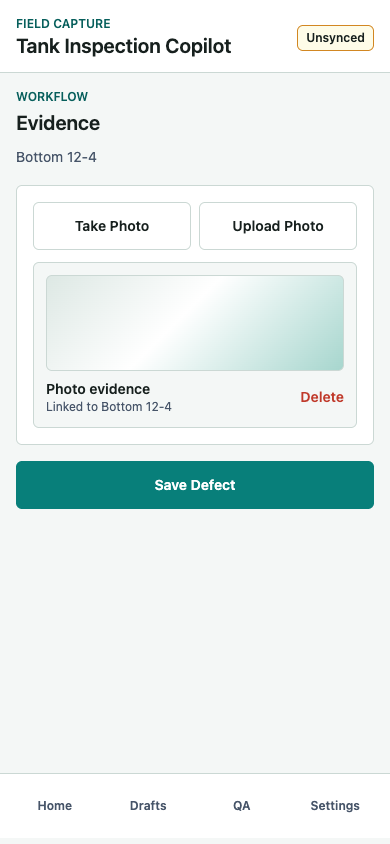 FIELD CAPTURE
Tank Inspection Copilot
Unsynced
WORKFLOW
Evidence
Bottom 12-4
Take Photo
Upload Photo
Photo evidence
Linked to Bottom 12-4
Delete
Save Defect
Home
Drafts
QA
Settings